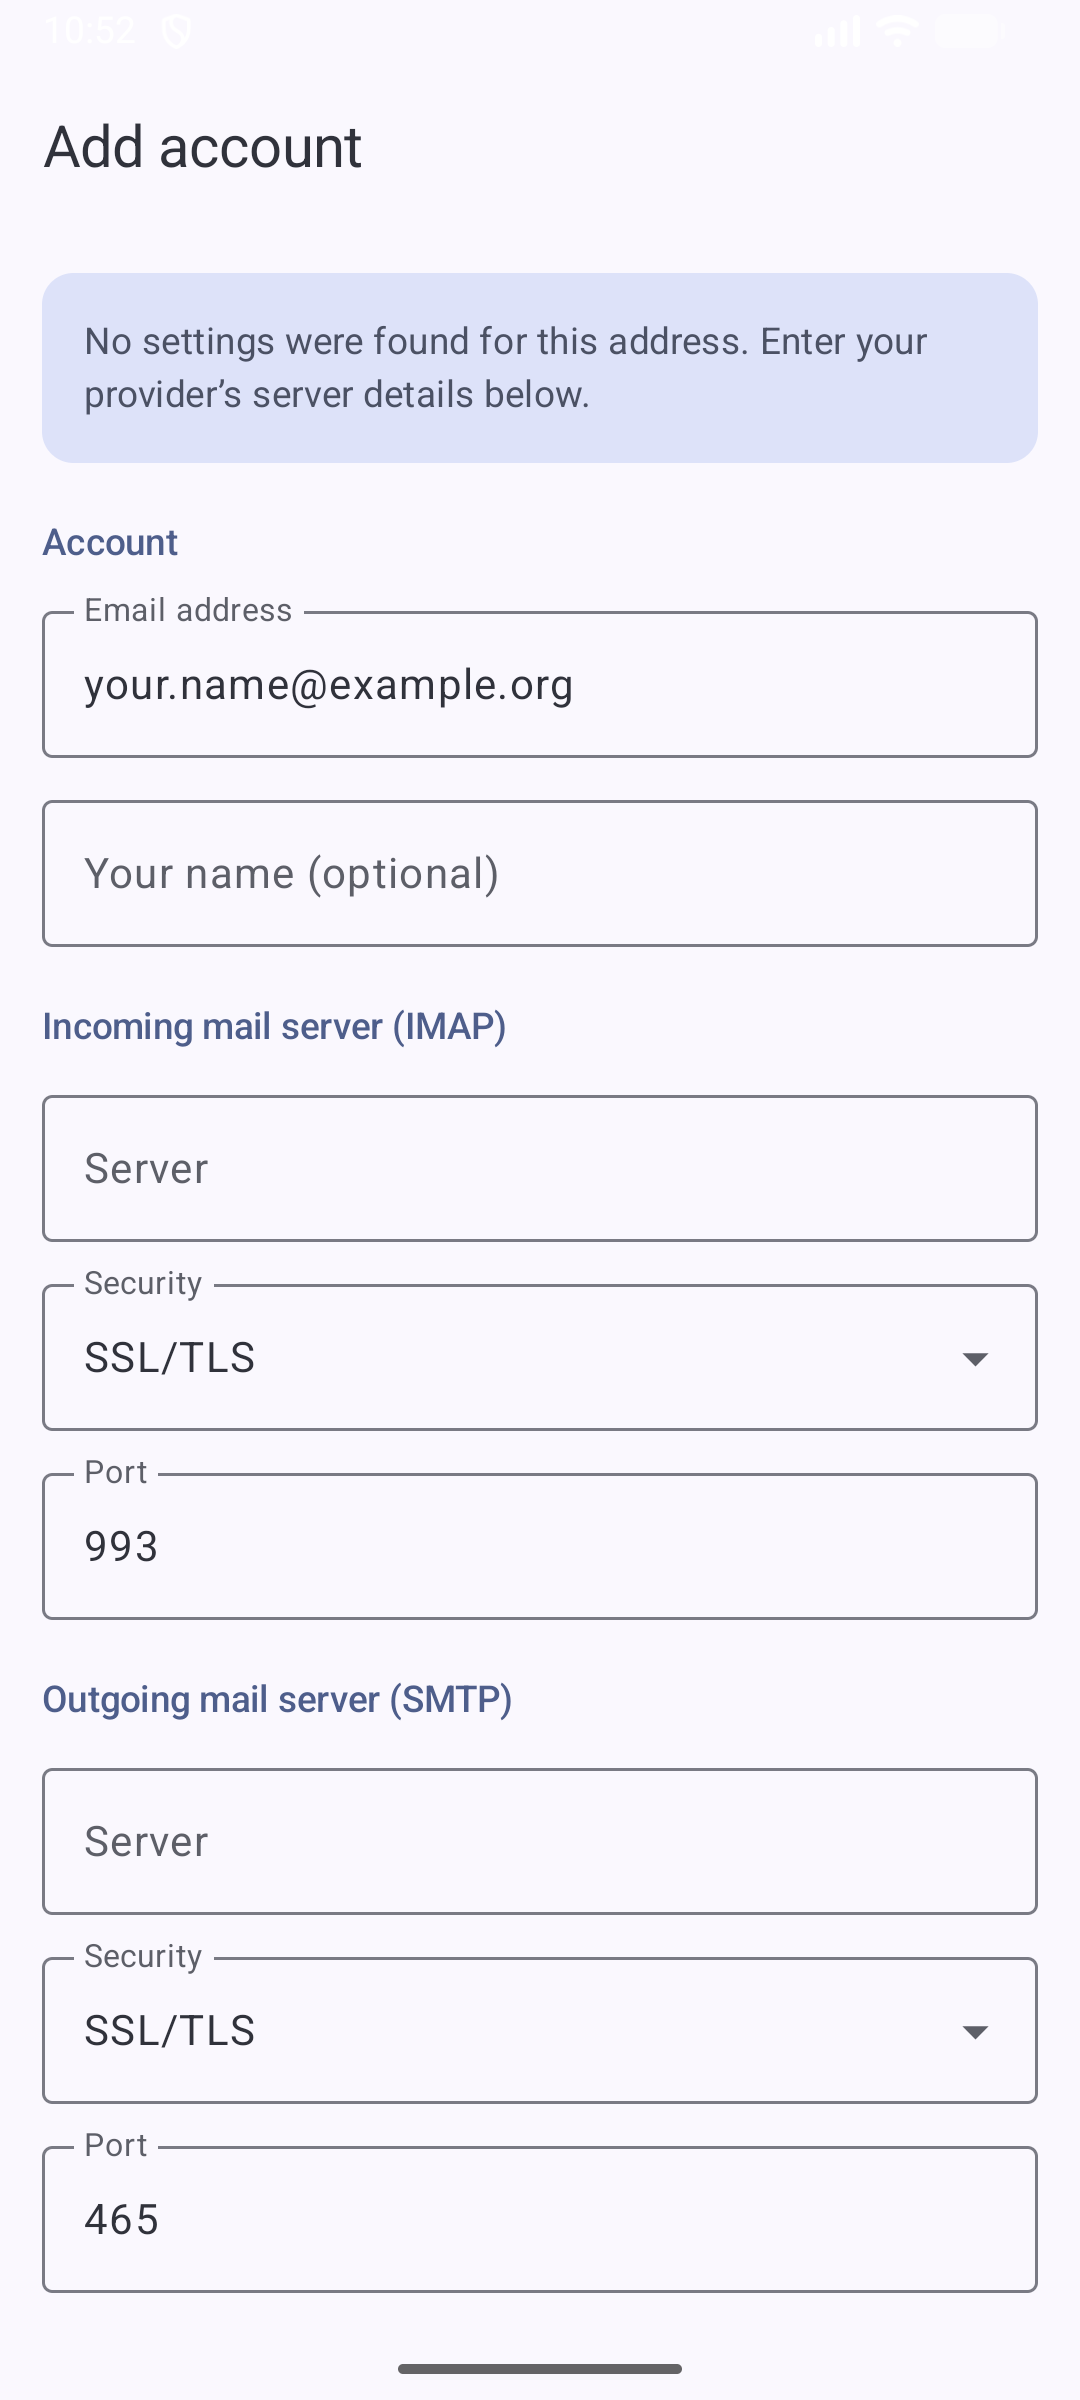 10:52
Add account
No settings were found for this address. Enter your
provider’s server details below.
Account
Email address
your.name@example.org
Your name (optional)
Incoming mail server (IMAP)
Server
Security
SSL/TLS
Port
993
Outgoing mail server (SMTP)
Server
Security
SSL/TLS
Port
465